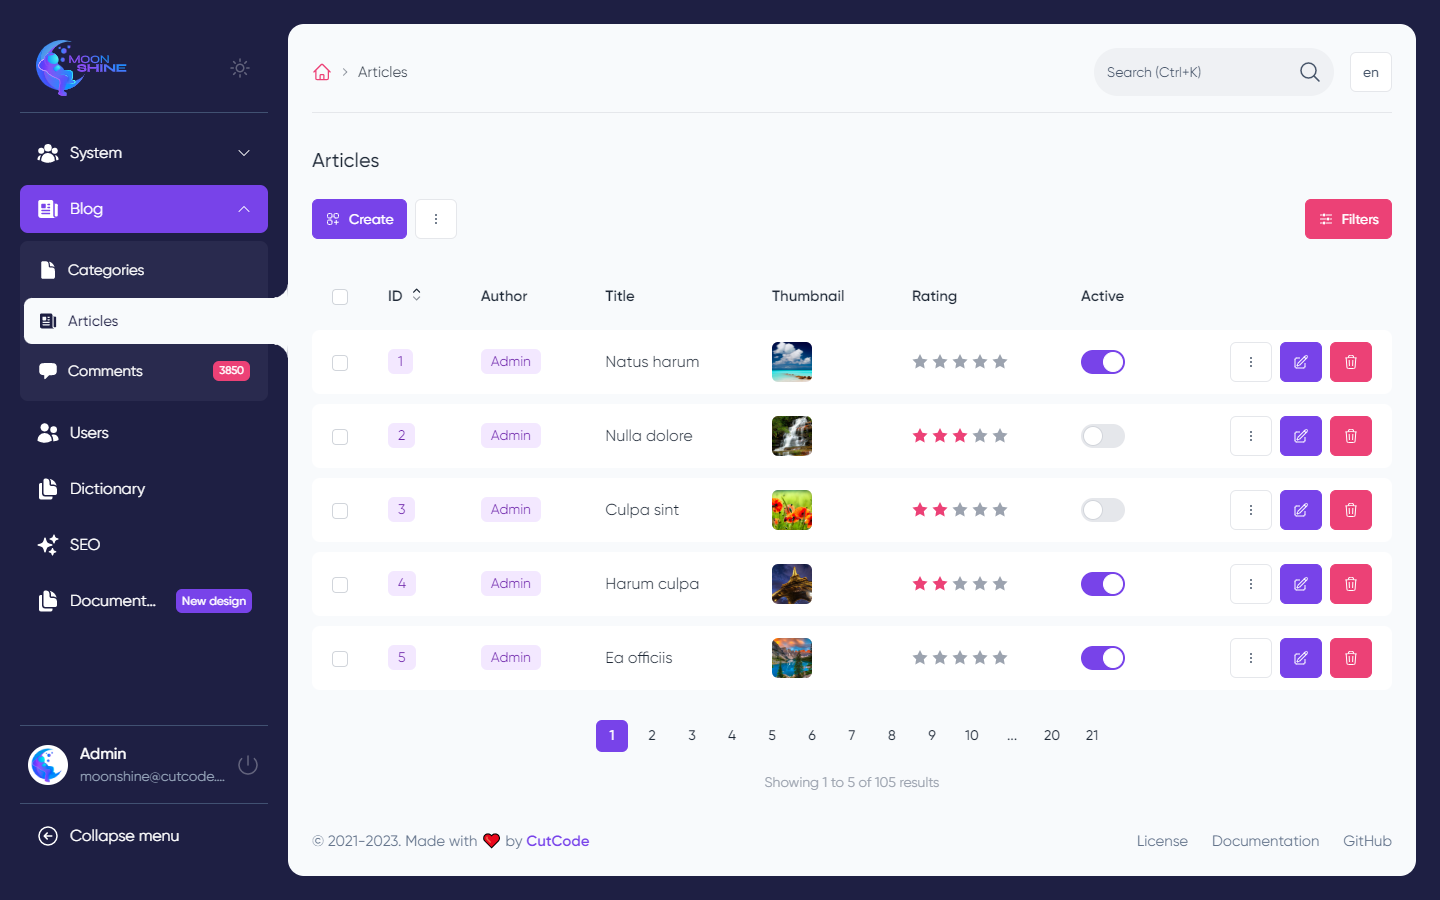 MOON
SHINE
System
Blog
Categories
Articles
Comments 3850
Users
Dictionary
SEO
Document... New design
Admin
moonshine@cutcode....
Collapse menu
Articles
Search (Ctrl+K)
en
Articles
Create
Filters
ID Author Title Thumbnail Rating Active
1 Admin Natus harum
2 Admin Nulla dolore
3 Admin Culpa sint
4 Admin Harum culpa
5 Admin Ea officiis
1 2 3 4 5 6 7 8 9 10 ... 20 21
Showing 1 to 5 of 105 results
© 2021-2023. Made with ❤️ by CutCode
License Documentation GitHub